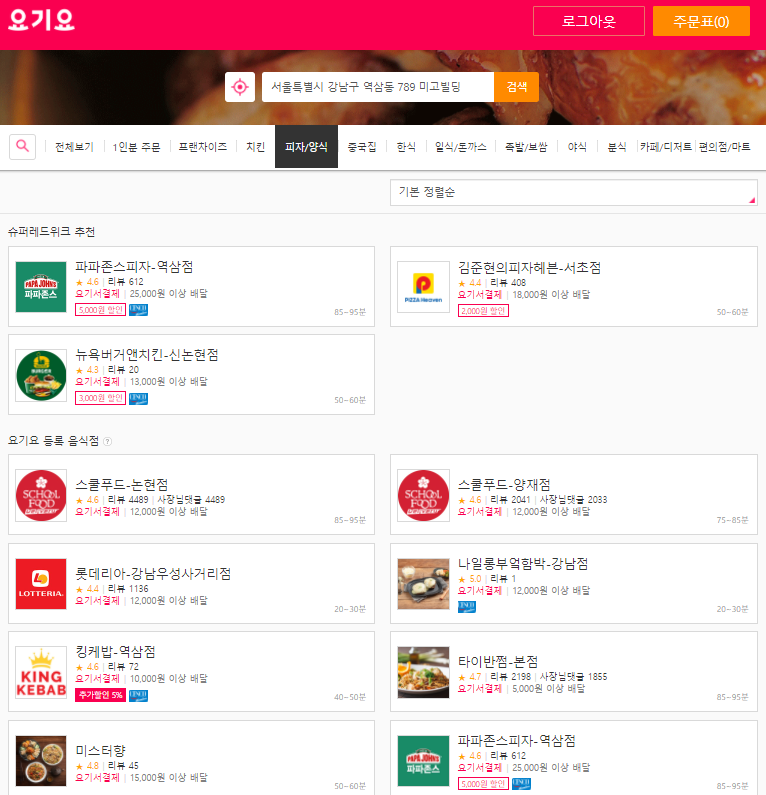 요기요
로그아웃
주문표(0)
서울특별시 강남구 역삼동 789 미고빌딩
검색
전체보기
1인분 주문
프랜차이즈
치킨
피자/양식
중국집
한식
일식/돈까스
족발/보쌈
야식
분식
카페/디저트
편의점/마트
기본 정렬순
슈퍼레드위크 추천
PAPA JOHNS
파파존스
파파존스피자-역삼점
★ 4.6 | 리뷰 612
요기서결제 | 25,000원 이상 배달
5,000원 할인 CESCO
85~95분
PIZZA Heaven
김준현의피자헤븐-서초점
★ 4.4 | 리뷰 408
요기서결제 | 18,000원 이상 배달
2,000원 할인
50~60분
BURGER
뉴욕버거앤치킨-신논현점
★ 4.3 | 리뷰 20
요기서결제 | 13,000원 이상 배달
3,000원 할인 CESCO
50~60분
요기요 등록 음식점 ?
SCHOOL
FOOD
스쿨푸드-논현점
★ 4.6 | 리뷰 4489 | 사장님댓글 4489
요기서결제 | 12,000원 이상 배달
85~95분
SCHOOL
FOOD
스쿨푸드-양재점
★ 4.6 | 리뷰 2041 | 사장님댓글 2033
요기서결제 | 12,000원 이상 배달
75~85분
LOTTERIA
롯데리아-강남우성사거리점
★ 4.4 | 리뷰 1136
요기서결제 | 12,000원 이상 배달
20~30분
나일롱부엌함박-강남점
★ 5.0 | 리뷰 1
요기서결제 | 12,000원 이상 배달
CESCO
20~30분
KING
KEBAB
킹케밥-역삼점
★ 4.6 | 리뷰 72
요기서결제 | 10,000원 이상 배달
추가할인 5% CESCO
40~50분
타이반쩜-본점
★ 4.7 | 리뷰 2198 | 사장님댓글 1855
요기서결제 | 5,000원 이상 배달
85~95분
미스터향
★ 4.8 | 리뷰 45
요기서결제 | 15,000원 이상 배달
50~60분
PAPA JOHNS
파파존스
파파존스피자-역삼점
★ 4.6 | 리뷰 612
요기서결제 | 25,000원 이상 배달
5,000원 할인 CESCO
85~95분